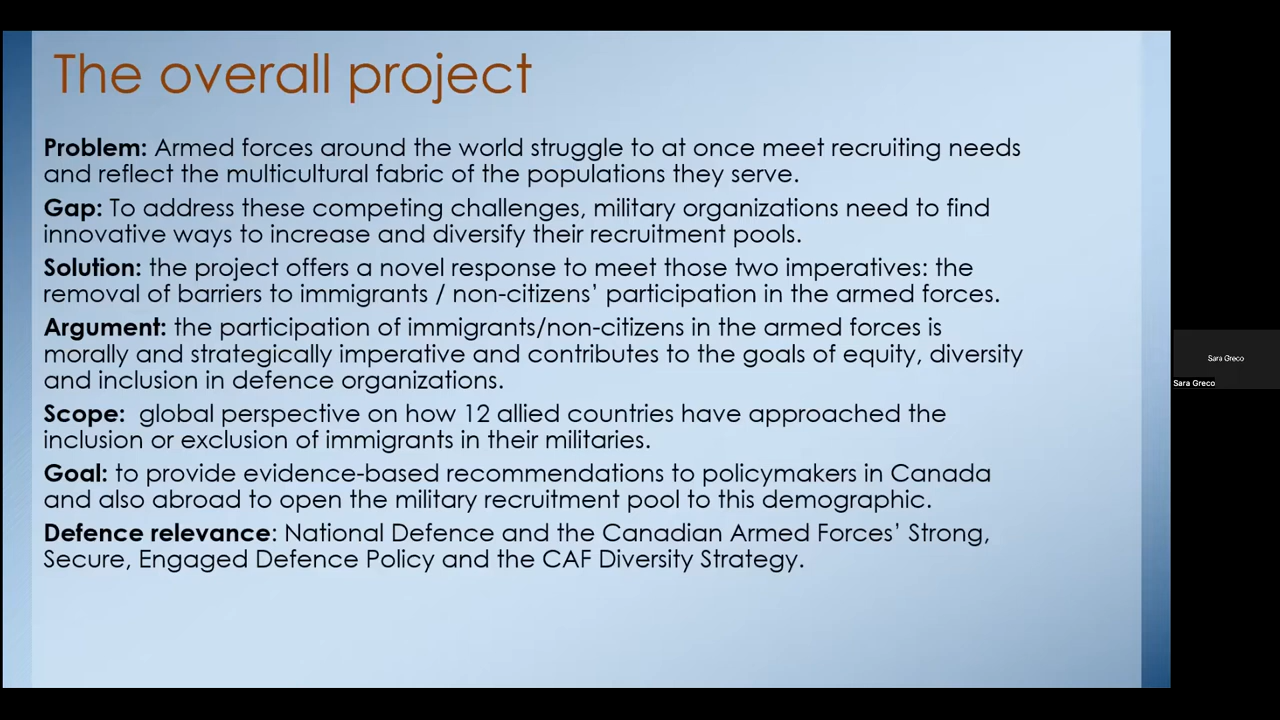 The overall project
Problem: Armed forces around the world struggle to at once meet recruiting needs
and reflect the multicultural fabric of the populations they serve.
Gap: To address these competing challenges, military organizations need to find
innovative ways to increase and diversify their recruitment pools.
Solution: the project offers a novel response to meet those two imperatives: the
removal of barriers to immigrants / non-citizens’ participation in the armed forces.
Argument: the participation of immigrants/non-citizens in the armed forces is
morally and strategically imperative and contributes to the goals of equity, diversity
and inclusion in defence organizations.
Scope:  global perspective on how 12 allied countries have approached the
inclusion or exclusion of immigrants in their militaries.
Goal: to provide evidence-based recommendations to policymakers in Canada
and also abroad to open the military recruitment pool to this demographic.
Defence relevance: National Defence and the Canadian Armed Forces’ Strong,
Secure, Engaged Defence Policy and the CAF Diversity Strategy.
Sara Greco
Sara Greco